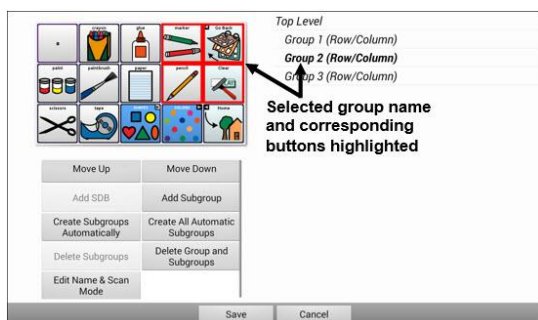 crayon glue marker Go Back
paint paintbrush paper pencil Clear
scissors tape Home
Top Level
Group 1 (Row/Column)
Group 2 (Row/Column)
Group 3 (Row/Column)
Selected group name
and corresponding
buttons highlighted
Move Up Move Down
Add SDB Add Subgroup
Create Subgroups
Automatically
Create All Automatic
Subgroups
Delete Subgroups
Delete Group and
Subgroups
Edit Name & Scan
Mode
Save Cancel